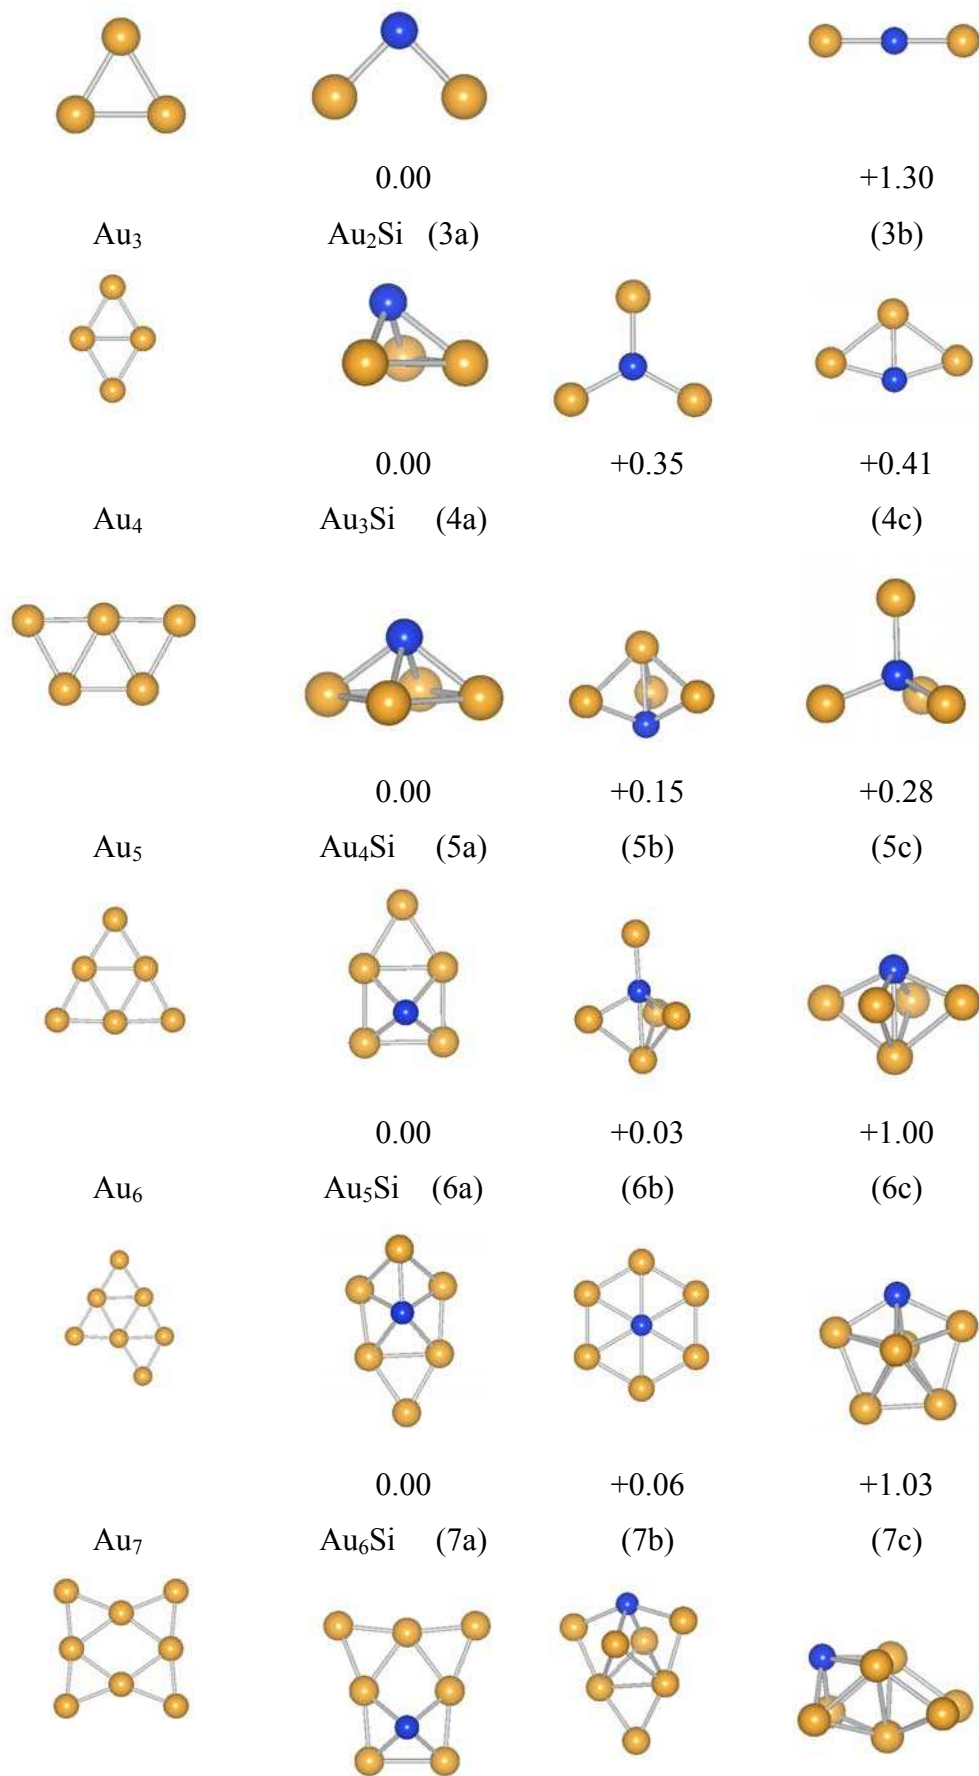 0.00 +1.30
Au₃ Au₂Si (3a) (3b)
0.00 +0.35 +0.41
Au₄ Au₃Si (4a) (4c)
0.00 +0.15 +0.28
Au₅ Au₄Si (5a) (5b) (5c)
0.00 +0.03 +1.00
Au₆ Au₅Si (6a) (6b) (6c)
0.00 +0.06 +1.03
Au₇ Au₆Si (7a) (7b) (7c)